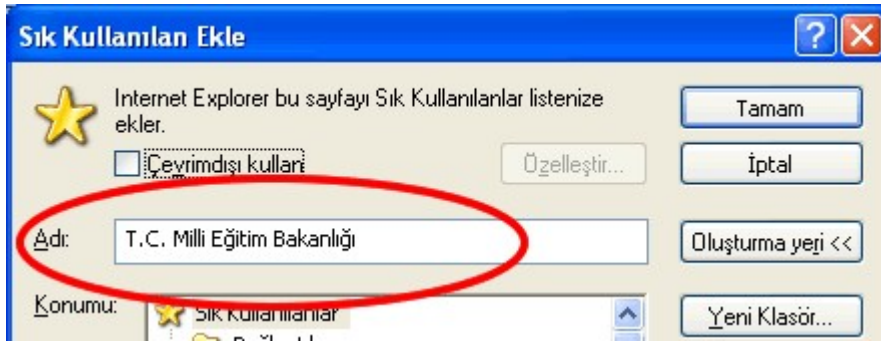 Sık Kullanılan Ekle
Internet Explorer bu sayfayı Sık Kullanılanlar listenize
ekler.
Tamam
Çevrimdışı kullan
Özelleştir...
İptal
Adı:
T.C. Milli Eğitim Bakanlığı
Oluşturma yeri <<
Konumu:
Sık Kullanılanlar
Yeni Klasör...